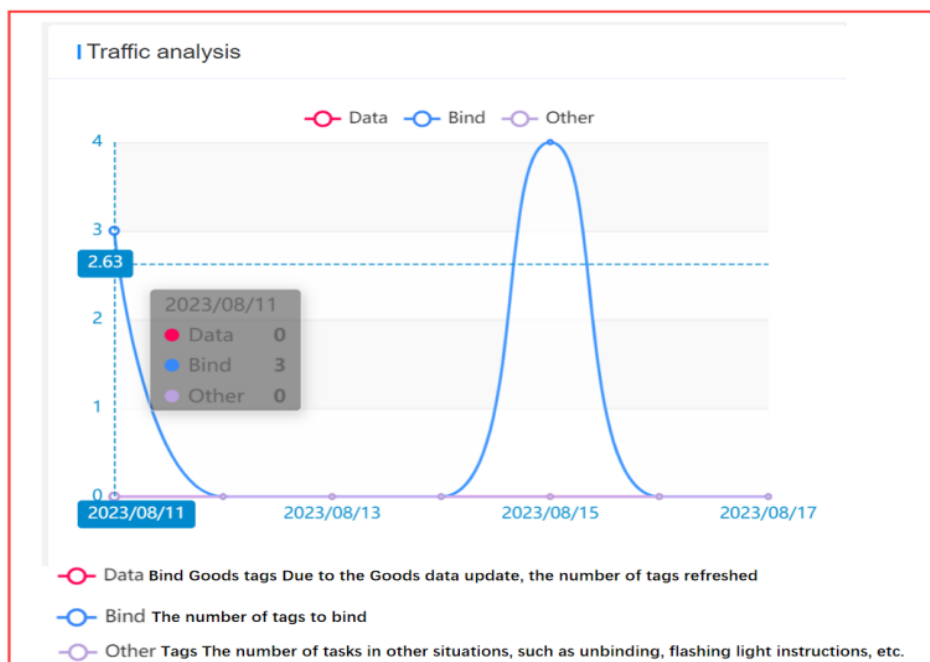 Traffic analysis
Data Bind Other
4
3
2.63
2
1
0
2023/08/11
Data 0
Bind 3
Other 0
2023/08/11 2023/08/13 2023/08/15 2023/08/17
Data Bind Goods tags Due to the Goods data update, the number of tags refreshed
Bind The number of tags to bind
Other Tags The number of tasks in other situations, such as unbinding, flashing light instructions, etc.